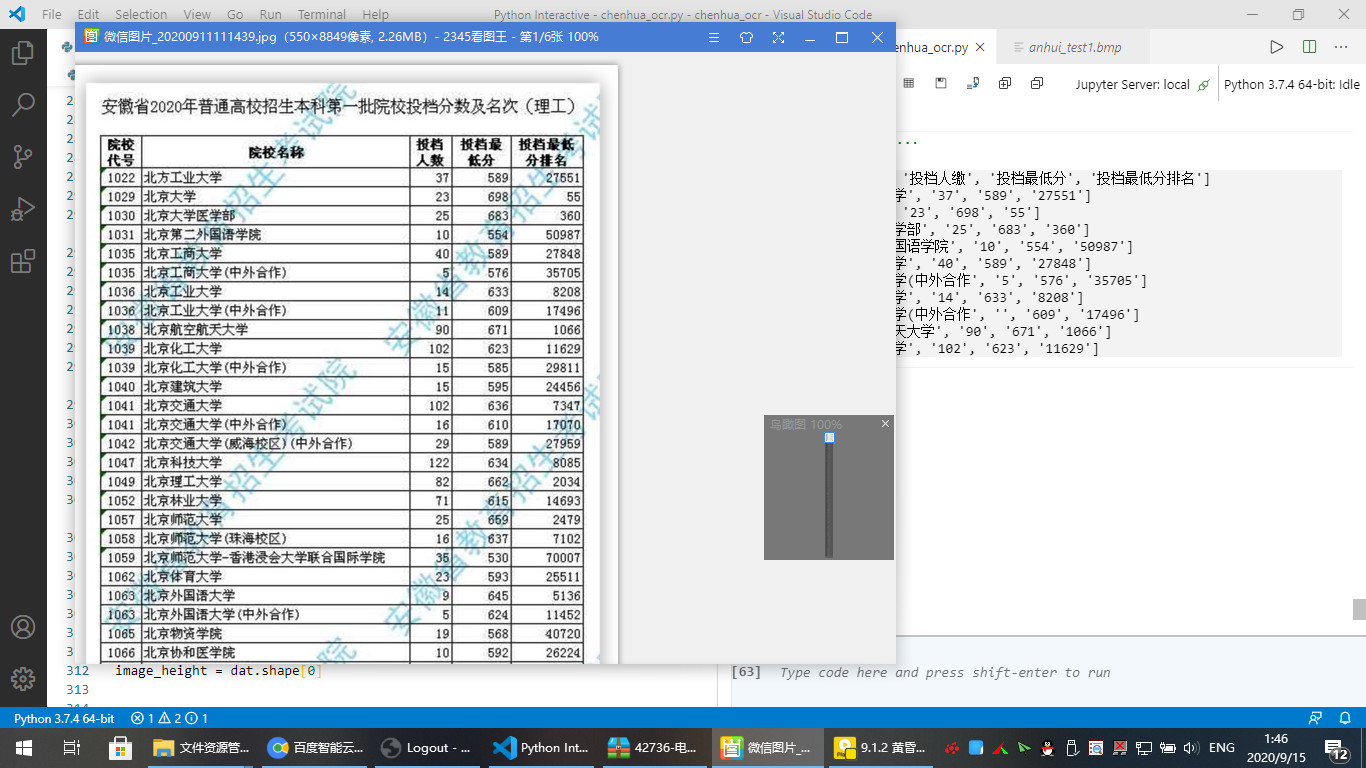 File Edit Selection View Go Run Terminal Help Python Interactive - chenhua_ocr.py - chenhua_ocr - Visual Studio Code
微信图片_20200911111439.jpg（550×8849像素, 2.26MB）- 2345看图王 - 第1/6张 100%
enhua_ocr.py
anhui_test1.bmp
Jupyter Server: local
Python 3.7.4 64-bit: Idle
安徽省2020年普通高校招生本科第一批院校投档分数及名次（理工）
院校代号 院校名称 投档人数 投档最低分 投档最低分排名
1022 北方工业大学 37 589 27551
1029 北京大学 23 698 55
1030 北京大学医学部 25 683 360
1031 北京第二外国语学院 10 554 50987
1035 北京工商大学 40 589 27848
1035 北京工商大学(中外合作) 5 576 35705
1036 北京工业大学 14 633 8208
1036 北京工业大学(中外合作) 11 609 17496
1038 北京航空航天大学 90 671 1066
1039 北京化工大学 102 623 11629
1039 北京化工大学(中外合作) 15 585 29811
1040 北京建筑大学 15 595 24456
1041 北京交通大学 102 636 7347
1041 北京交通大学(中外合作) 16 610 17070
1042 北京交通大学(威海校区)(中外合作) 29 589 27959
1047 北京科技大学 122 634 8085
1049 北京理工大学 82 662 2034
1052 北京林业大学 71 615 14693
1057 北京师范大学 25 659 2479
1058 北京师范大学(珠海校区) 16 637 7102
1059 北京师范大学-香港浸会大学联合国际学院 35 530 70007
1062 北京体育大学 23 593 25511
1063 北京外国语大学 9 645 5136
1063 北京外国语大学(中外合作) 5 624 11452
1065 北京物资学院 19 568 40720
1066 北京协和医学院 10 592 26224
安徽省教育招生考试院
鸟瞰图 100%
'投档人缴', '投档最低分', '投档最低分排名']
学', '37', '589', '27551']
'23', '698', '55']
学部', '25', '683', '360']
国语学院', '10', '554', '50987']
学', '40', '589', '27848']
学(中外合作', '5', '576', '35705']
学', '14', '633', '8208']
学(中外合作', '', '609', '17496']
天大学', '90', '671', '1066']
学', '102', '623', '11629']
312 image_height = dat.shape[0]
313
[63] Type code here and press shift-enter to run
Python 3.7.4 64-bit 1 2 1
文件资源管... 百度智能云... Logout - ... Python Int... 42736-电... 微信图片_... 9.1.2 黄昏... ENG
1:46
2020/9/15
12